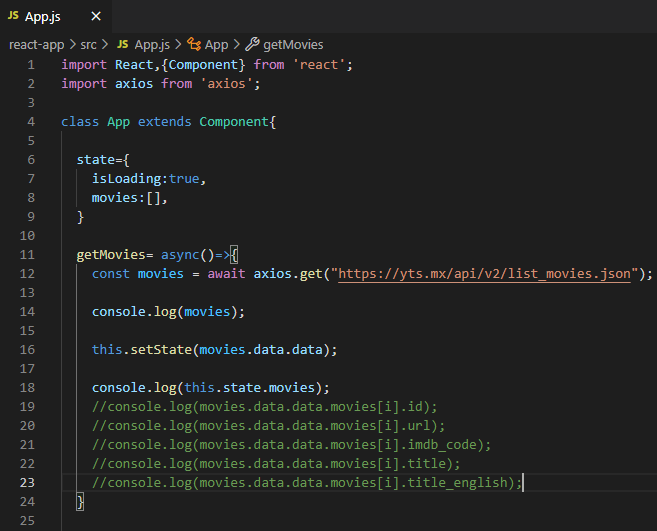 JS App.js ×
react-app > src > JS App.js > App > getMovies
1 import React,{Component} from 'react';
2 import axios from 'axios';
3
4 class App extends Component{
5
6 state={
7 isLoading:true,
8 movies:[],
9 }
10
11 getMovies= async()=>{
12 const movies = await axios.get("https://yts.mx/api/v2/list_movies.json");
13
14 console.log(movies);
15
16 this.setState(movies.data.data);
17
18 console.log(this.state.movies);
19 //console.log(movies.data.data.movies[i].id);
20 //console.log(movies.data.data.movies[i].url);
21 //console.log(movies.data.data.movies[i].imdb_code);
22 //console.log(movies.data.data.movies[i].title);
23 //console.log(movies.data.data.movies[i].title_english);
24 }
25